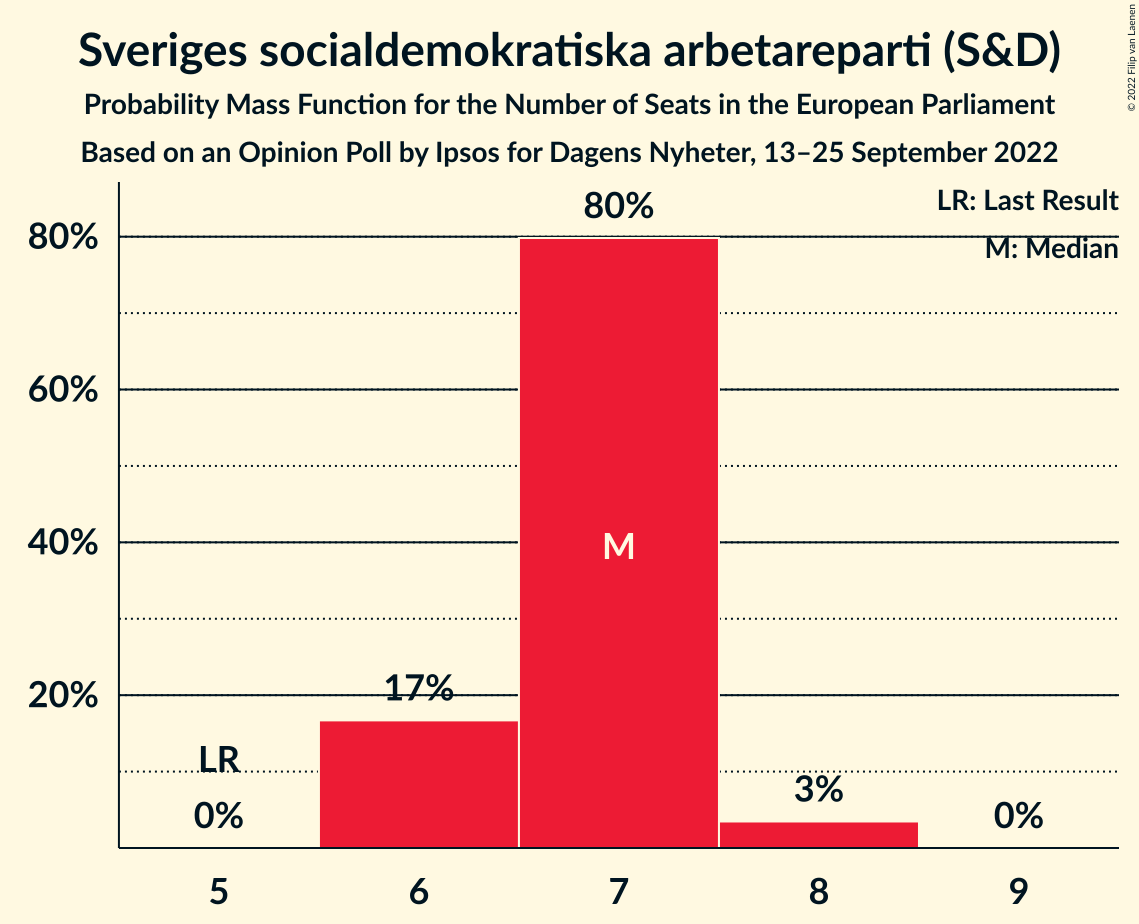 Sveriges socialdemokratiska arbetareparti (S&D)
Probability Mass Function for the Number of Seats in the European Parliament
Based on an Opinion Poll by Ipsos for Dagens Nyheter, 13–25 September 2022
© 2022 Filip van Laenen
LR: Last Result
M: Median
80%
60%
40%
20%
LR
0%
17%
80%
M
3%
0%
5 6 7 8 9